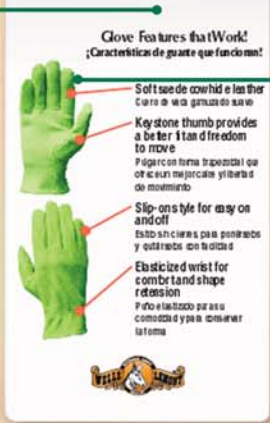 Glove Features that Work!
¡Características de guante que funcionan!
Soft suede cowhide leather
Cuero de vaca gamuzado suave
Keystone thumb provides
a better fit and freedom
to move
Pulgar con forma trapezoidal que
ofrece un mejor calce y libertad
de movimiento
Slip-on style for easy on
and off
Estilo sin cierres, para ponérselos
y quitárselos con facilidad
Elasticized wrist for
comfort and shape
retension
Puño elastizado para su
comodidad y para conservar
la forma
WELLS LAMONT